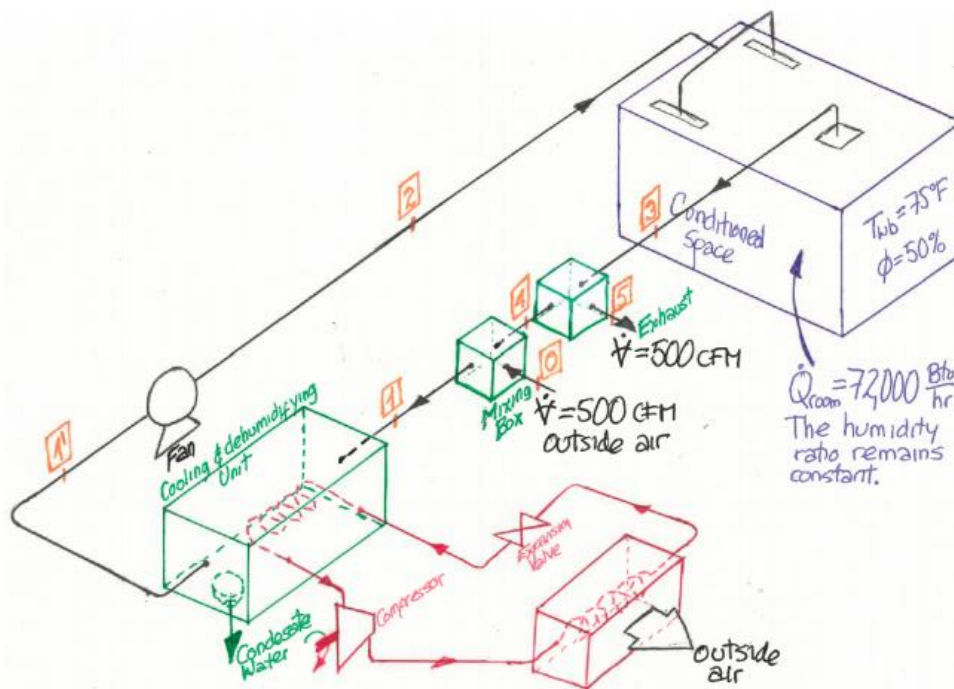 2
3
Conditioned
Space
Twb=75°F
ϕ=50%
4
5
Exhaust
V̇=500 CFM
Q̇room=72,000 Btu
hr
The humidity
ratio remains
constant.
1
0
Mixing
Box
V̇=500 CFM
outside air
1'
Fan
Cooling & dehumidifying
Unit
Expansion
Valve
Compressor
Condesate
Water
outside
air